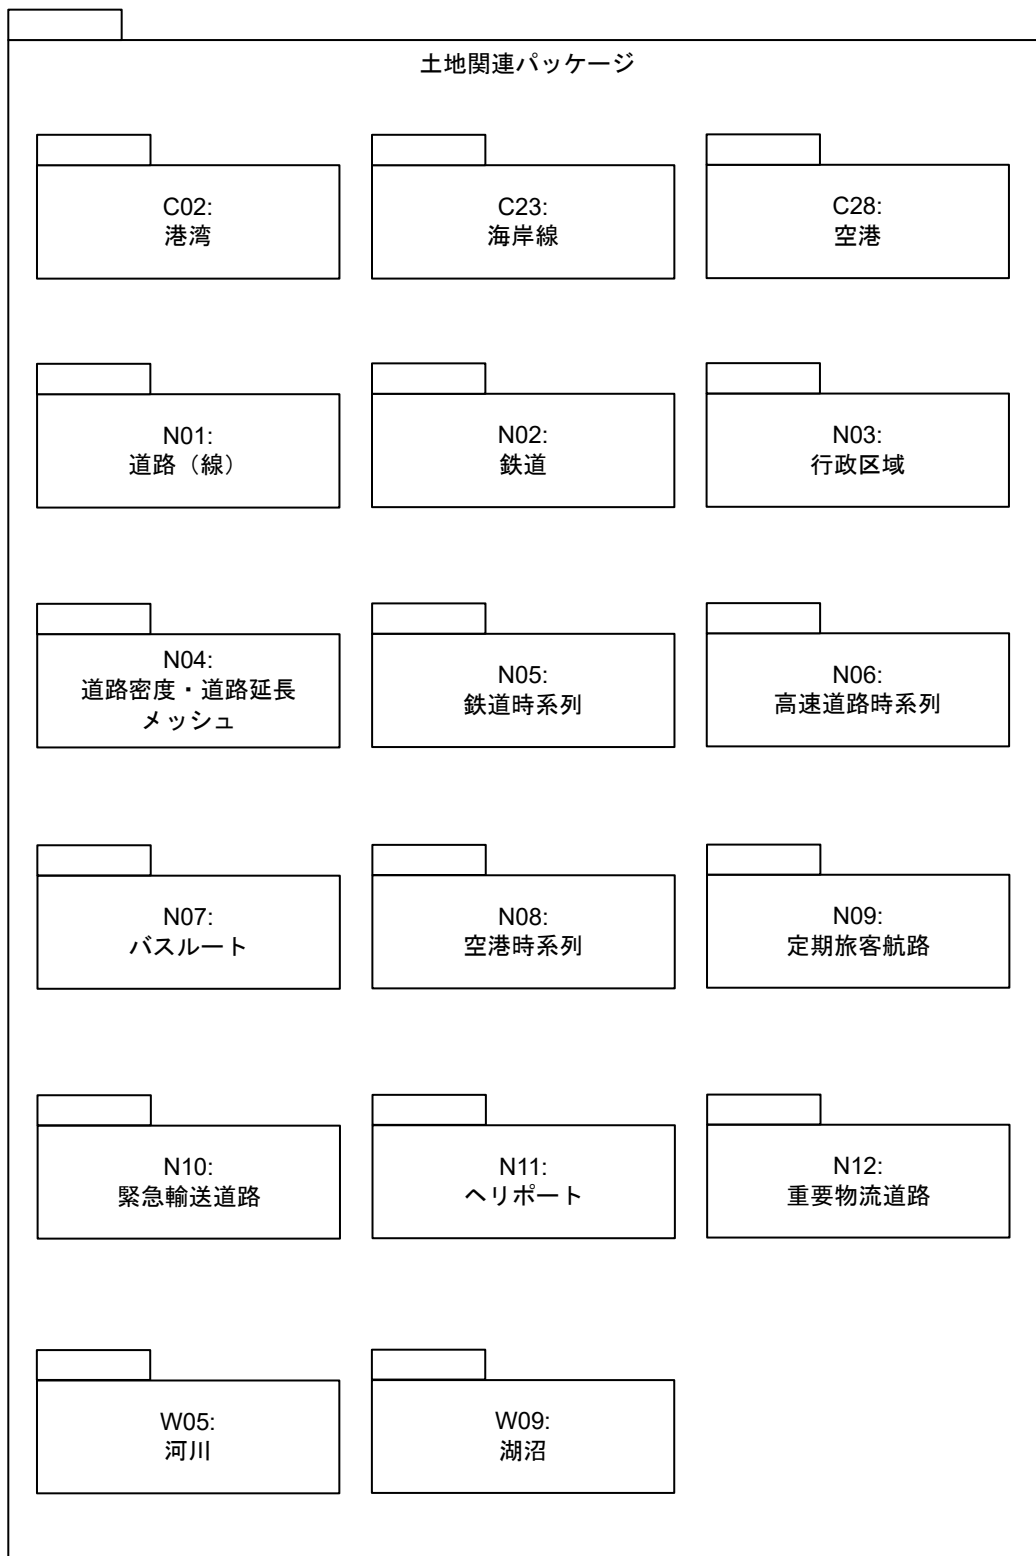 土地関連パッケージ
C02:
港湾
C23:
海岸線
C28:
空港
N01:
道路（線）
N02:
鉄道
N03:
行政区域
N04:
道路密度・道路延長
メッシュ
N05:
鉄道時系列
N06:
高速道路時系列
N07:
バスルート
N08:
空港時系列
N09:
定期旅客航路
N10:
緊急輸送道路
N11:
ヘリポート
N12:
重要物流道路
W05:
河川
W09:
湖沼